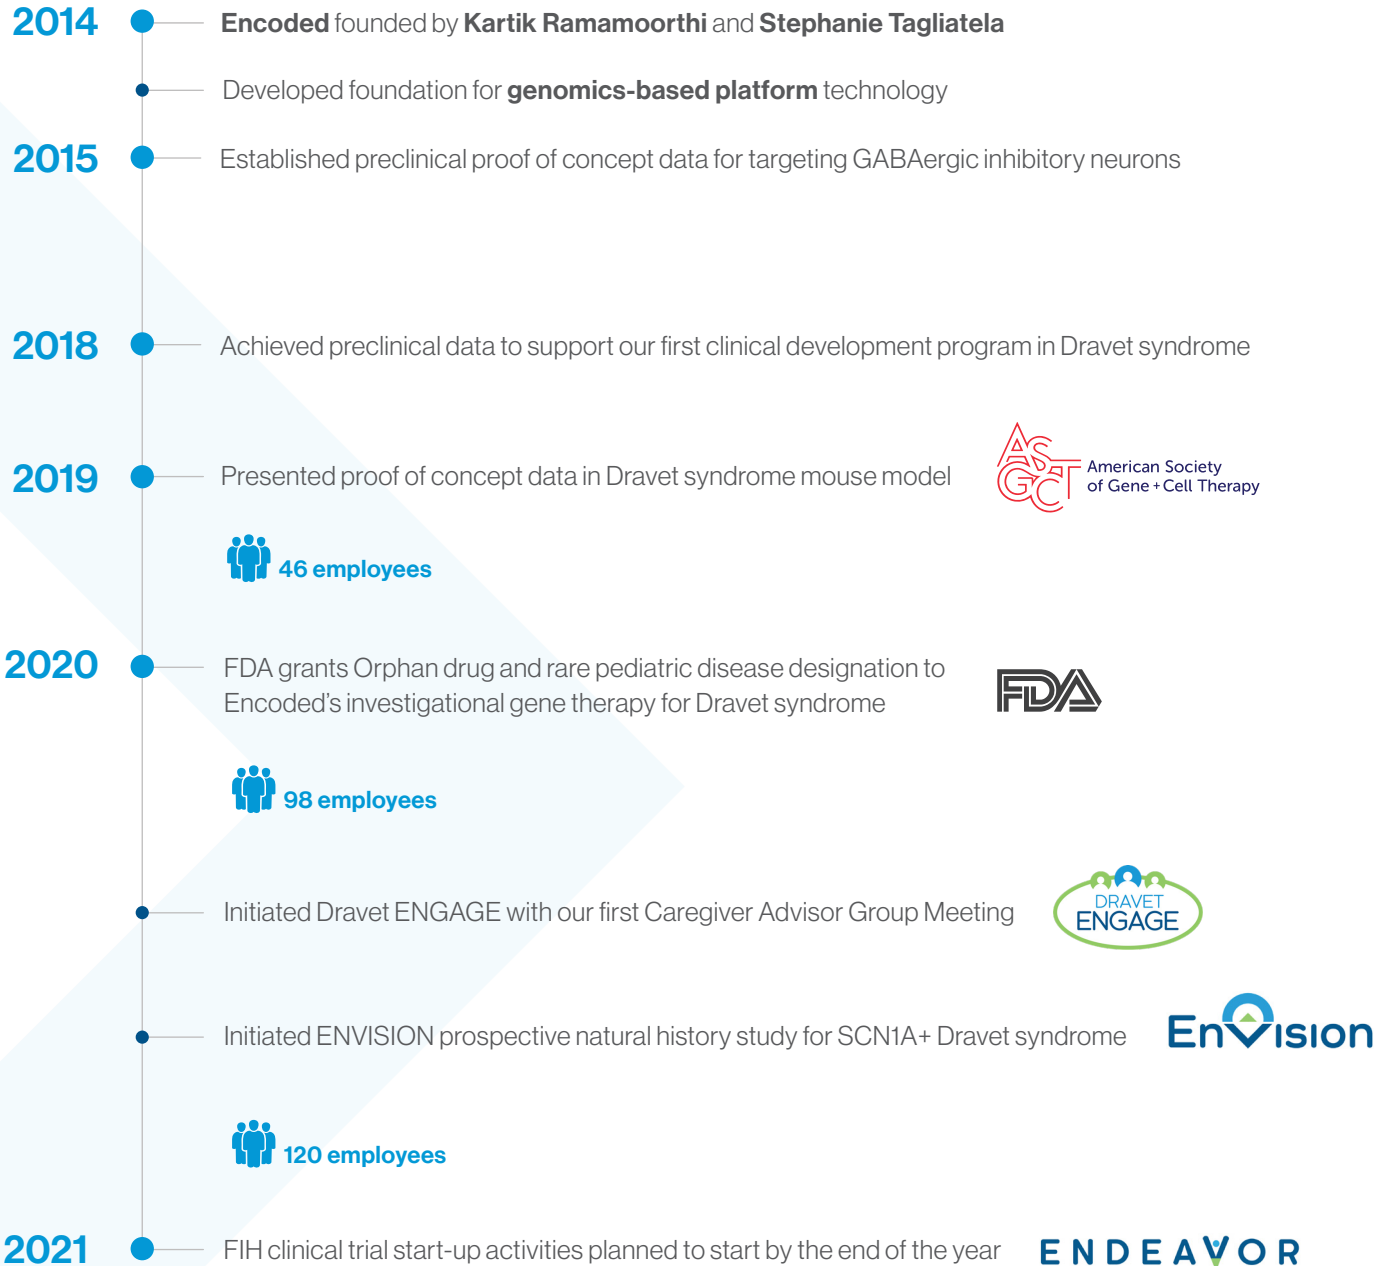 2014
Encoded founded by Kartik Ramamoorthi and Stephanie Tagliatela
Developed foundation for genomics-based platform technology
2015
Established preclinical proof of concept data for targeting GABAergic inhibitory neurons
2018
Achieved preclinical data to support our first clinical development program in Dravet syndrome
2019
Presented proof of concept data in Dravet syndrome mouse model
ASGCT
American Society
of Gene + Cell Therapy
46 employees
2020
FDA grants Orphan drug and rare pediatric disease designation to
Encoded’s investigational gene therapy for Dravet syndrome
FDA
98 employees
Initiated Dravet ENGAGE with our first Caregiver Advisor Group Meeting
DRAVET
ENGAGE
Initiated ENVISION prospective natural history study for SCN1A+ Dravet syndrome
EnVision
120 employees
2021
FIH clinical trial start-up activities planned to start by the end of the year
ENDEAVOR